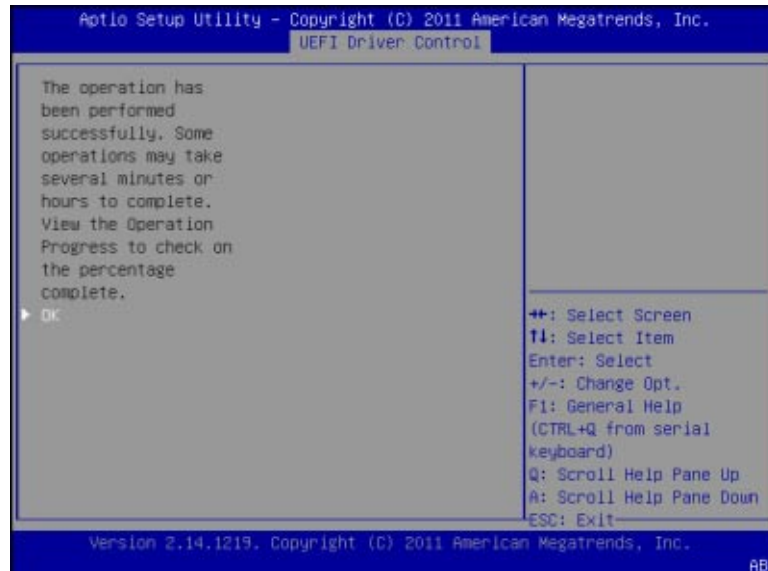 Aptio Setup Utility – Copyright (C) 2011 American Megatrends, Inc.
UEFI Driver Control
The operation has
been performed
successfully. Some
operations may take
several minutes or
hours to complete.
View the Operation
Progress to check on
the percentage
complete.
OK
→←: Select Screen
↑↓: Select Item
Enter: Select
+/-: Change Opt.
F1: General Help
(CTRL+Q from serial
keyboard)
Q: Scroll Help Pane Up
A: Scroll Help Pane Down
ESC: Exit
Version 2.14.1219. Copyright (C) 2011 American Megatrends, Inc.
AB